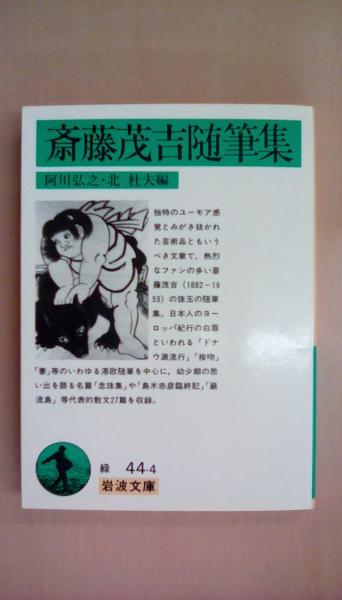 斎藤茂吉随筆集
阿川弘之・北 杜夫編
独特のユーモア感
覚とみがき抜かれ
た芸術品ともいう
べき文章で、熱烈
なファンの多い斎
藤茂吉（1882－19
53）の珠玉の随筆
集。日本人のヨー
ロッパ紀行の白眉
といわれる「ドナ
ウ源流行」「接吻」
「妻」等のいわゆる滞欧随筆を中心に，幼少期の思
い出を語る名篇「念珠集」や「島木赤彦臨終記」「巌
流島」等代表的散文27篇を収録。
緑 44-4
岩波文庫